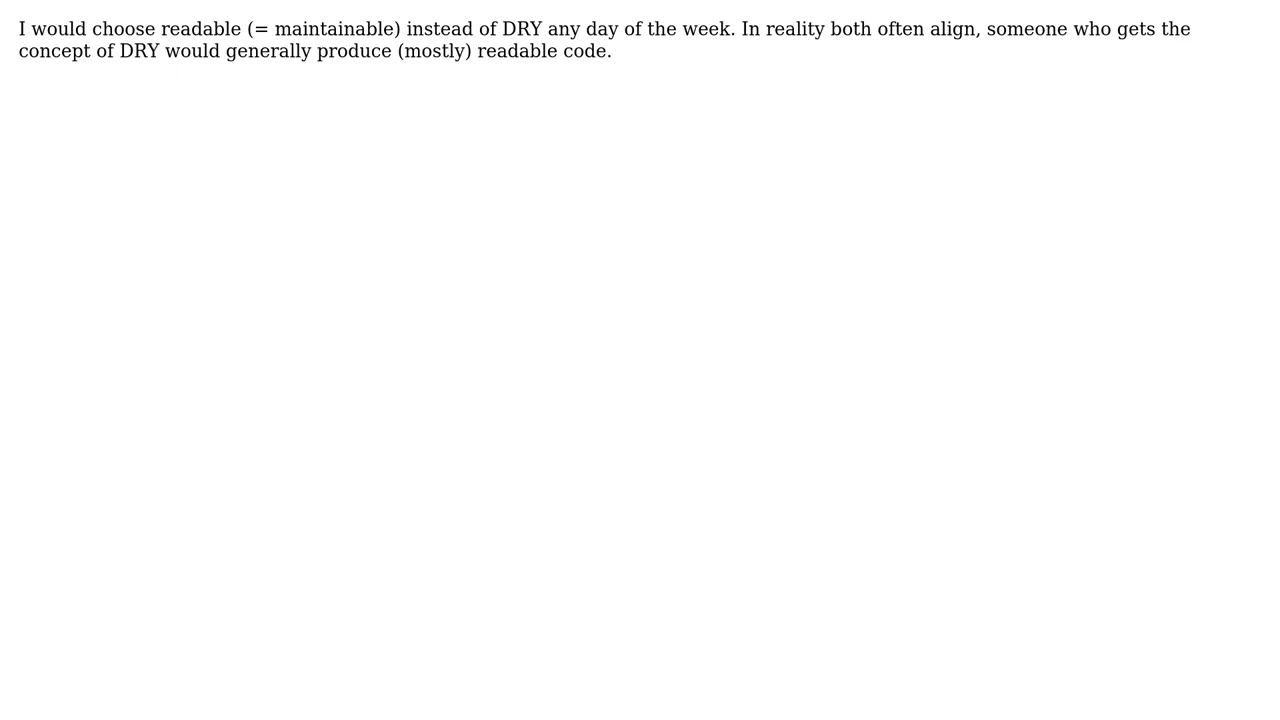 I would choose readable (= maintainable) instead of DRY any day of the week. In reality both often align, someone who gets the
concept of DRY would generally produce (mostly) readable code.